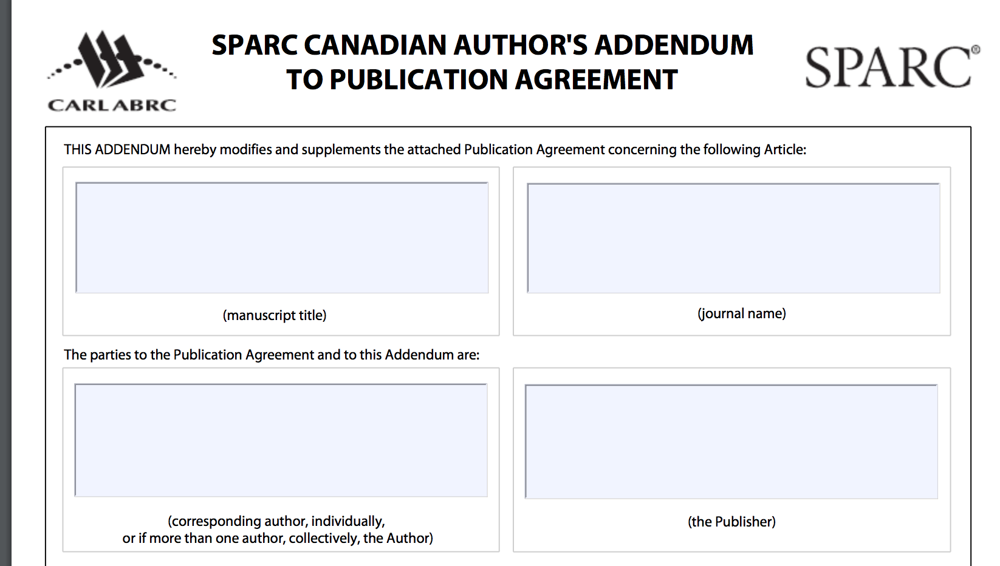 SPARC CANADIAN AUTHOR'S ADDENDUM
TO PUBLICATION AGREEMENT
CARL ABRC
SPARC®
THIS ADDENDUM hereby modifies and supplements the attached Publication Agreement concerning the following Article:
(manuscript title)
(journal name)
The parties to the Publication Agreement and to this Addendum are:
(corresponding author, individually,
or if more than one author, collectively, the Author)
(the Publisher)